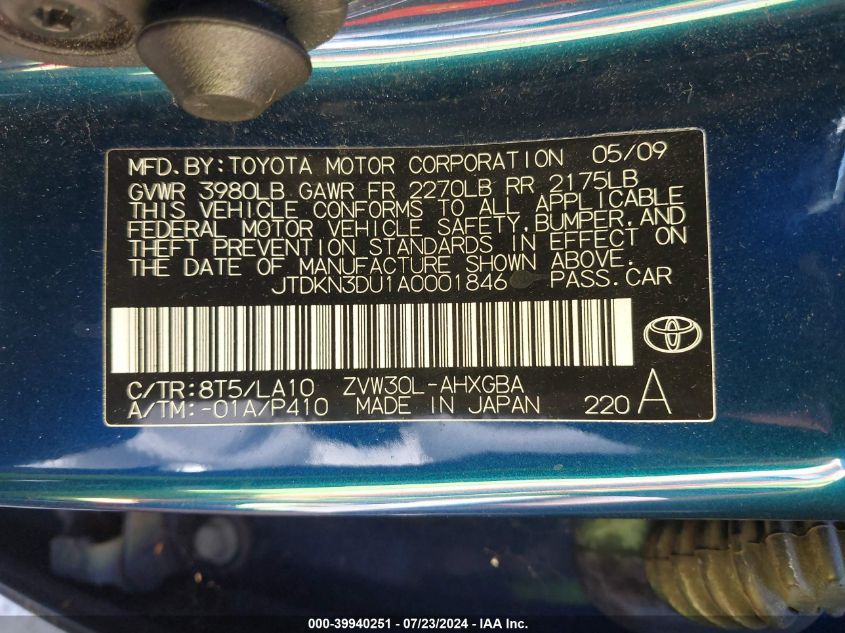 MFD.BY:TOYOTA MOTOR CORPORATION 05/09
GVWR 3980LB GAWR FR 2270LB RR 2175LB
THIS VEHICLE CONFORMS TO ALL APPLICABLE
FEDERAL MOTOR VEHICLE SAFETY,BUMPER,AND
THEFT PREVENTION STANDARDS IN EFFECT ON
THE DATE OF MANUFACTURE SHOWN ABOVE.
JTDKN3DU1A0001846 PASS.CAR
C/TR:8T5/LA10 ZVW30L-AHXGBA
A/TM:-01A/P410 MADE IN JAPAN 220 A
000-39940251 / 07/23/2024 - IAA Inc.